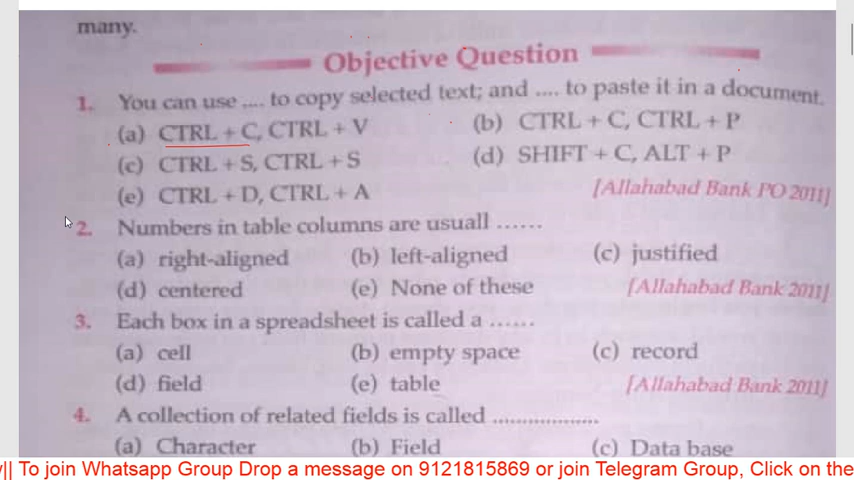 many.
Objective Question
1. You can use .... to copy selected text; and .... to paste it in a document.
(a) CTRL + C, CTRL + V (b) CTRL + C, CTRL + P
(c) CTRL + S, CTRL + S (d) SHIFT + C, ALT + P
(e) CTRL + D, CTRL + A [Allahabad Bank PO 2011]
2. Numbers in table columns are usuall ......
(a) right-aligned (b) left-aligned (c) justified
(d) centered (e) None of these [Allahabad Bank 2011]
3. Each box in a spreadsheet is called a ......
(a) cell (b) empty space (c) record
(d) field (e) table [Allahabad Bank 2011]
4. A collection of related fields is called ...................
(a) Character (b) Field (c) Data base
|| To join Whatsapp Group Drop a message on 9121815869 or join Telegram Group, Click on the